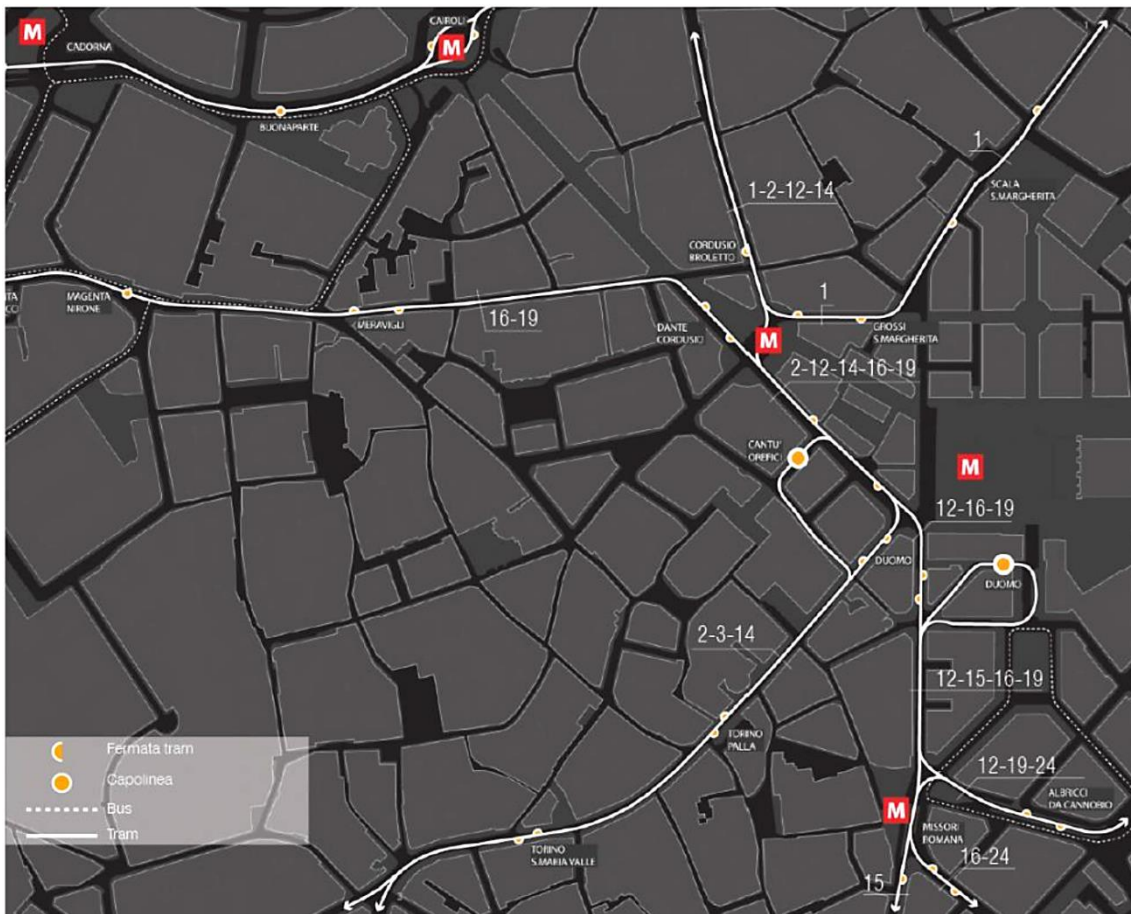 M
CADORNA
CAIROLI
M
BUONAPARTE
1
SCALA
S.MARGHERITA
1-2-12-14
CORDUSIO
BROLETTO
MAGENTA
NIRONE
MERAVIGLI
16-19
DANTE
CORDUSIO
1
GROSSI
S.MARGHERITA
M
2-12-14-16-19
CANTU'
OREFICI
M
12-16-19
DUOMO
DUOMO
2-3-14
12-15-16-19
TORINO
PALLA
12-19-24
ALBRICCI
DA CANNOBIO
M
MISSORI
ROMANA
16-24
15
TORINO
S.MARIA VALLE
Fermata tram
Capolinea
Bus
Tram